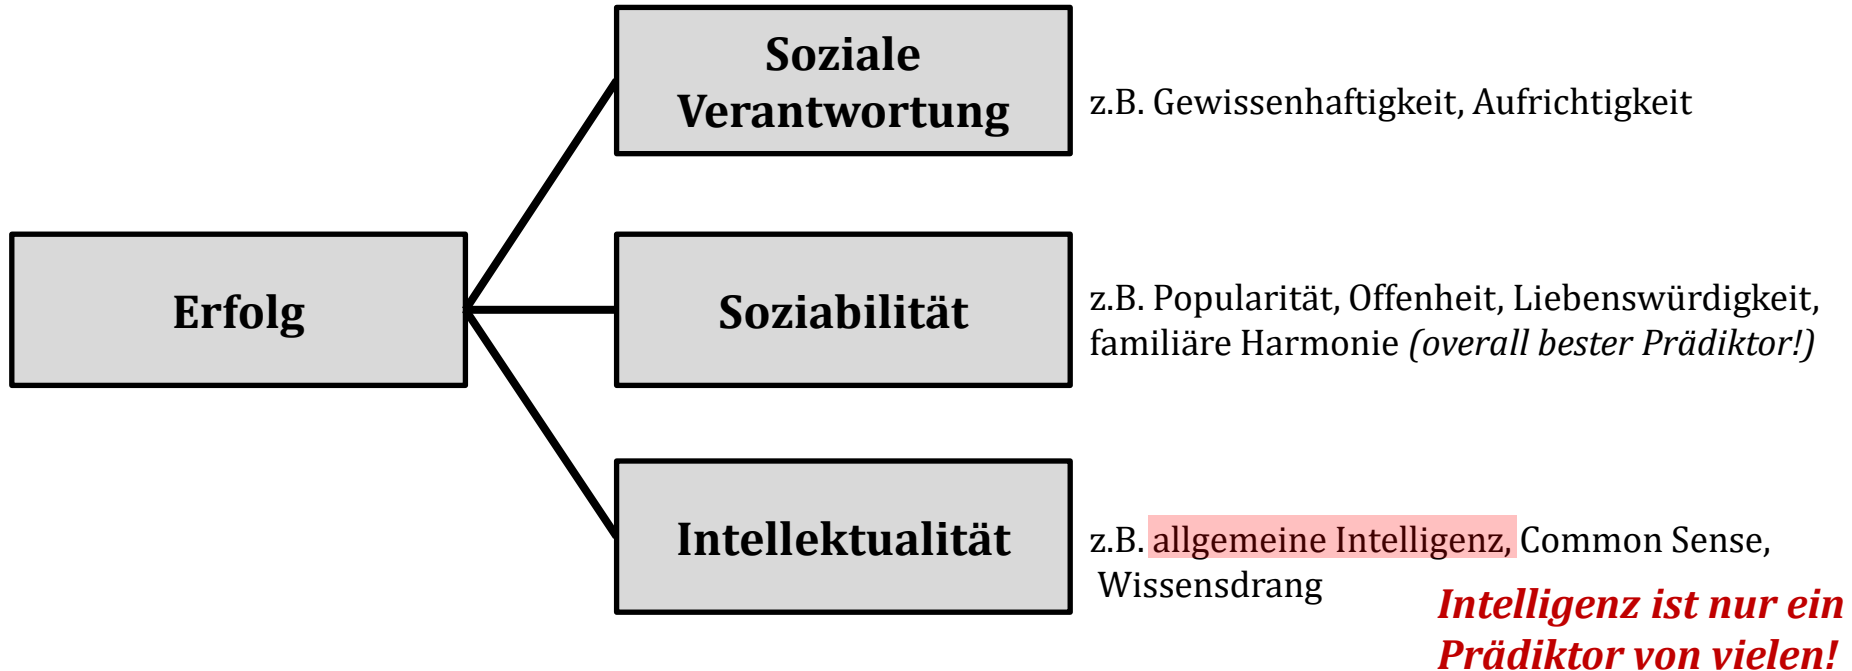 Soziale
Verantwortung
z.B. Gewissenhaftigkeit, Aufrichtigkeit
Erfolg
Soziabilität
z.B. Popularität, Offenheit, Liebenswürdigkeit,
familiäre Harmonie (overall bester Prädiktor!)
Intellektualität
z.B. allgemeine Intelligenz, Common Sense,
Wissensdrang
Intelligenz ist nur ein
Prädiktor von vielen!